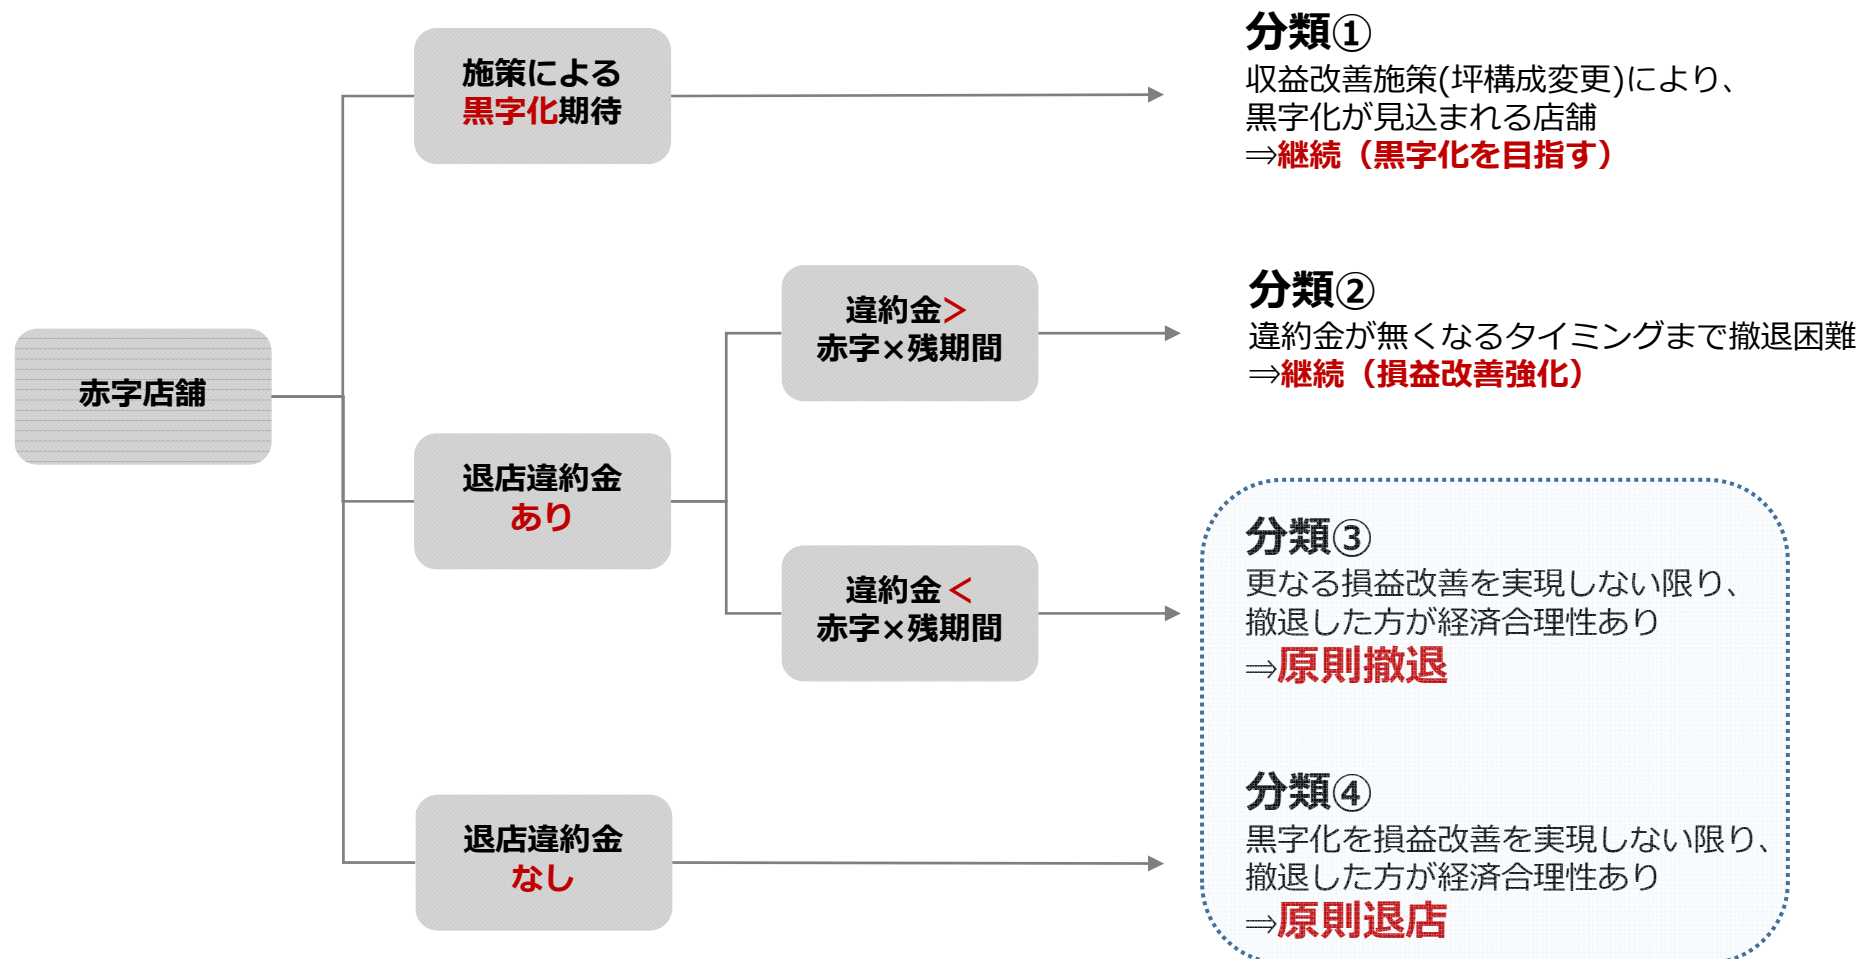 赤字店舗
施策による
黒字化期待
分類①
収益改善施策(坪構成変更)により、
黒字化が見込まれる店舗
⇒継続（黒字化を目指す）
退店違約金
あり
違約金＞
赤字×残期間
分類②
違約金が無くなるタイミングまで撤退困難
⇒継続（損益改善強化）
違約金＜
赤字×残期間
分類③
更なる損益改善を実現しない限り、
撤退した方が経済合理性あり
⇒原則撤退
退店違約金
なし
分類④
黒字化を損益改善を実現しない限り、
撤退した方が経済合理性あり
⇒原則退店